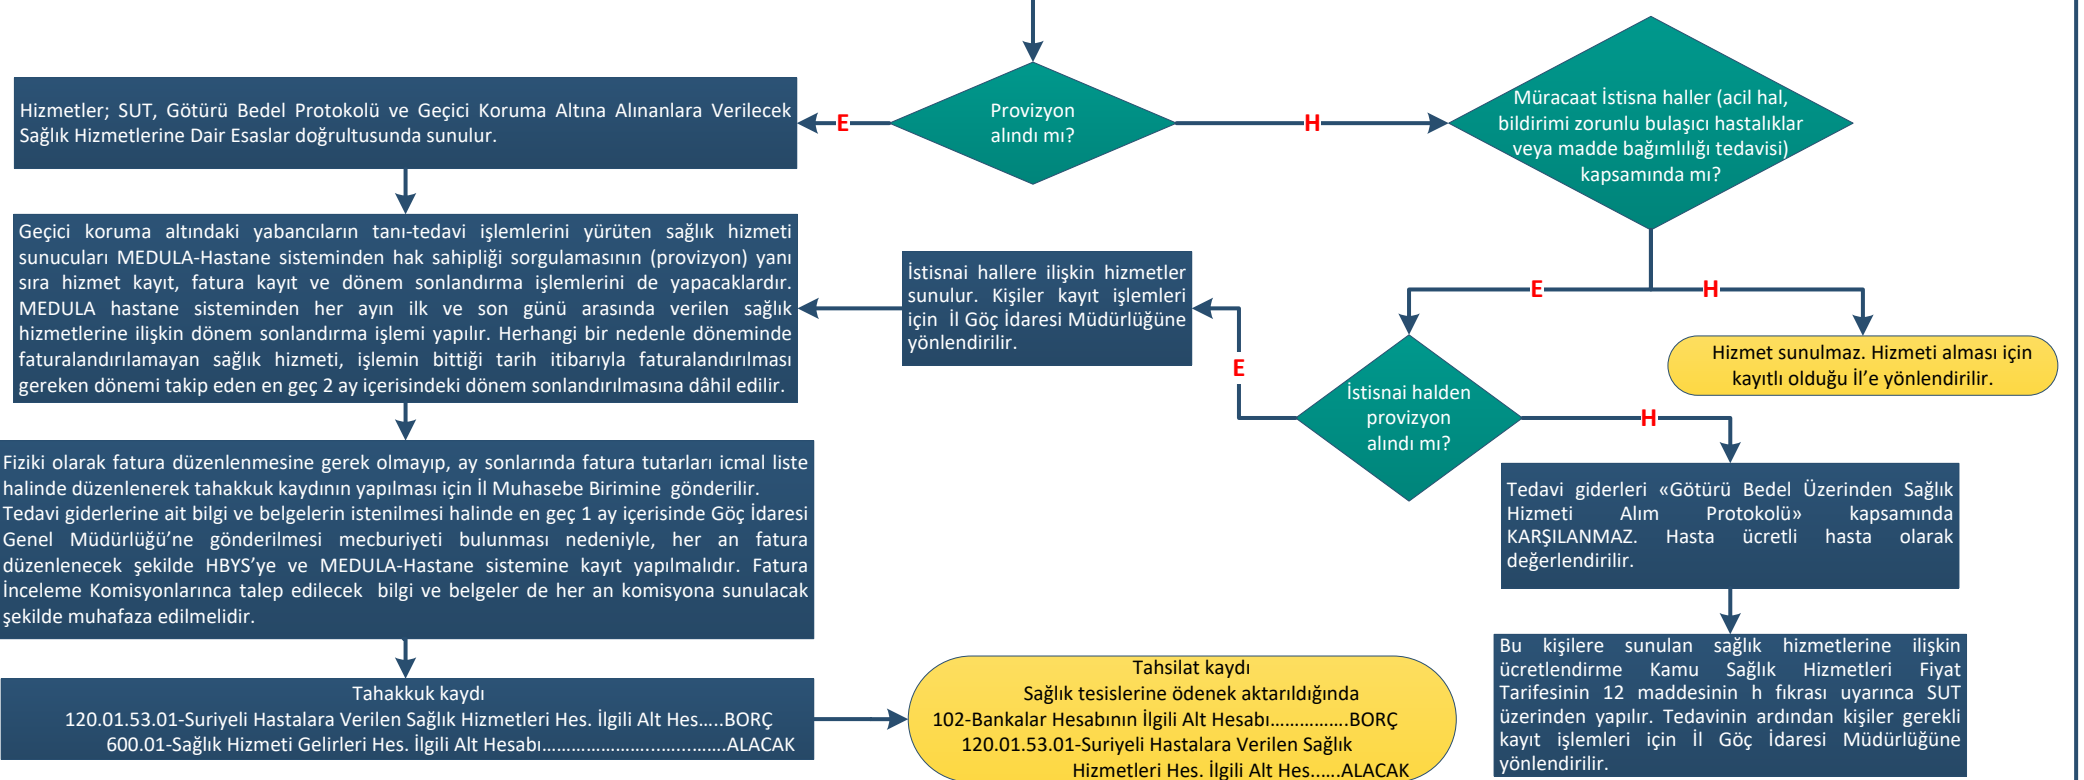 Provizyon
alındı mı?
E
H
Hizmetler; SUT, Götürü Bedel Protokolü ve Geçici Koruma Altına Alınanlara Verilecek
Sağlık Hizmetlerine Dair Esaslar doğrultusunda sunulur.
Müracaat İstisna haller (acil hal,
bildirimi zorunlu bulaşıcı hastalıklar
veya madde bağımlılığı tedavisi)
kapsamında mı?
E
H
Geçici koruma altındaki yabancıların tanı-tedavi işlemlerini yürüten sağlık hizmeti
sunucuları MEDULA-Hastane sisteminden hak sahipliği sorgulamasının (provizyon) yanı
sıra hizmet kayıt, fatura kayıt ve dönem sonlandırma işlemlerini de yapacaklardır.
MEDULA hastane sisteminden her ayın ilk ve son günü arasında verilen sağlık
hizmetlerine ilişkin dönem sonlandırma işlemi yapılır. Herhangi bir nedenle döneminde
faturalandırılamayan sağlık hizmeti, işlemin bittiği tarih itibarıyla faturalandırılması
gereken dönemi takip eden en geç 2 ay içerisindeki dönem sonlandırılmasına dâhil edilir.
İstisnai hallere ilişkin hizmetler
sunulur. Kişiler kayıt işlemleri
için İl Göç İdaresi Müdürlüğüne
yönlendirilir.
Hizmet sunulmaz. Hizmeti alması için
kayıtlı olduğu İl’e yönlendirilir.
İstisnai halden
provizyon
alındı mı?
E
H
Fiziki olarak fatura düzenlenmesine gerek olmayıp, ay sonlarında fatura tutarları icmal liste
halinde düzenlenerek tahakkuk kaydının yapılması için İl Muhasebe Birimine gönderilir.
Tedavi giderlerine ait bilgi ve belgelerin istenilmesi halinde en geç 1 ay içerisinde Göç İdaresi
Genel Müdürlüğü’ne gönderilmesi mecburiyeti bulunması nedeniyle, her an fatura
düzenlenecek şekilde HBYS’ye ve MEDULA-Hastane sistemine kayıt yapılmalıdır. Fatura
İnceleme Komisyonlarınca talep edilecek bilgi ve belgeler de her an komisyona sunulacak
şekilde muhafaza edilmelidir.
Tedavi giderleri «Götürü Bedel Üzerinden Sağlık
Hizmeti Alım Protokolü» kapsamında
KARŞILANMAZ. Hasta ücretli hasta olarak
değerlendirilir.
Bu kişilere sunulan sağlık hizmetlerine ilişkin
ücretlendirme Kamu Sağlık Hizmetleri Fiyat
Tarifesinin 12 maddesinin h fıkrası uyarınca SUT
üzerinden yapılır. Tedavinin ardından kişiler gerekli
kayıt işlemleri için İl Göç İdaresi Müdürlüğüne
yönlendirilir.
Tahakkuk kaydı
120.01.53.01-Suriyeli Hastalara Verilen Sağlık Hizmetleri Hes. İlgili Alt Hes.....BORÇ
600.01-Sağlık Hizmeti Gelirleri Hes. İlgili Alt Hesabı……………………...…...…….ALACAK
Tahsilat kaydı
Sağlık tesislerine ödenek aktarıldığında
102-Bankalar Hesabının İlgili Alt Hesabı…………….BORÇ
120.01.53.01-Suriyeli Hastalara Verilen Sağlık
Hizmetleri Hes. İlgili Alt Hes...….ALACAK